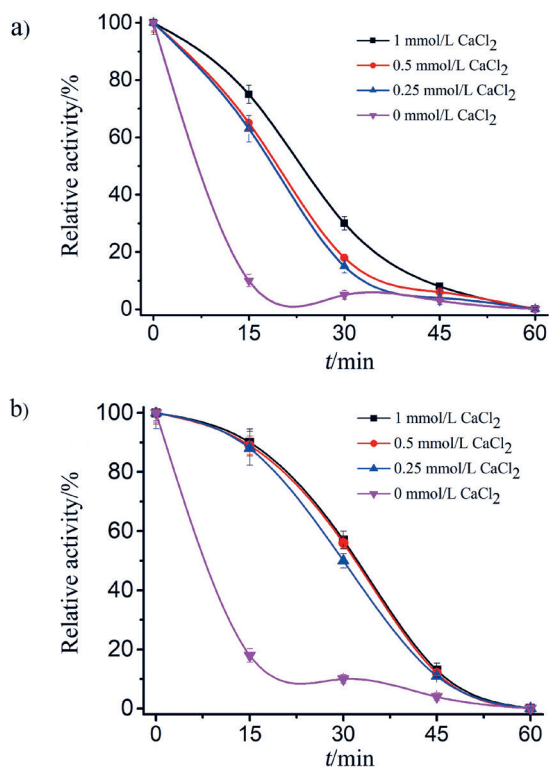 a)
100
80
60
40
20
0
Relative activity/%
1 mmol/L CaCl2
0.5 mmol/L CaCl2
0.25 mmol/L CaCl2
0 mmol/L CaCl2
0 15 30 45 60
t/min
b)
100
80
60
40
20
0
Relative activity/%
1 mmol/L CaCl2
0.5 mmol/L CaCl2
0.25 mmol/L CaCl2
0 mmol/L CaCl2
0 15 30 45 60
t/min